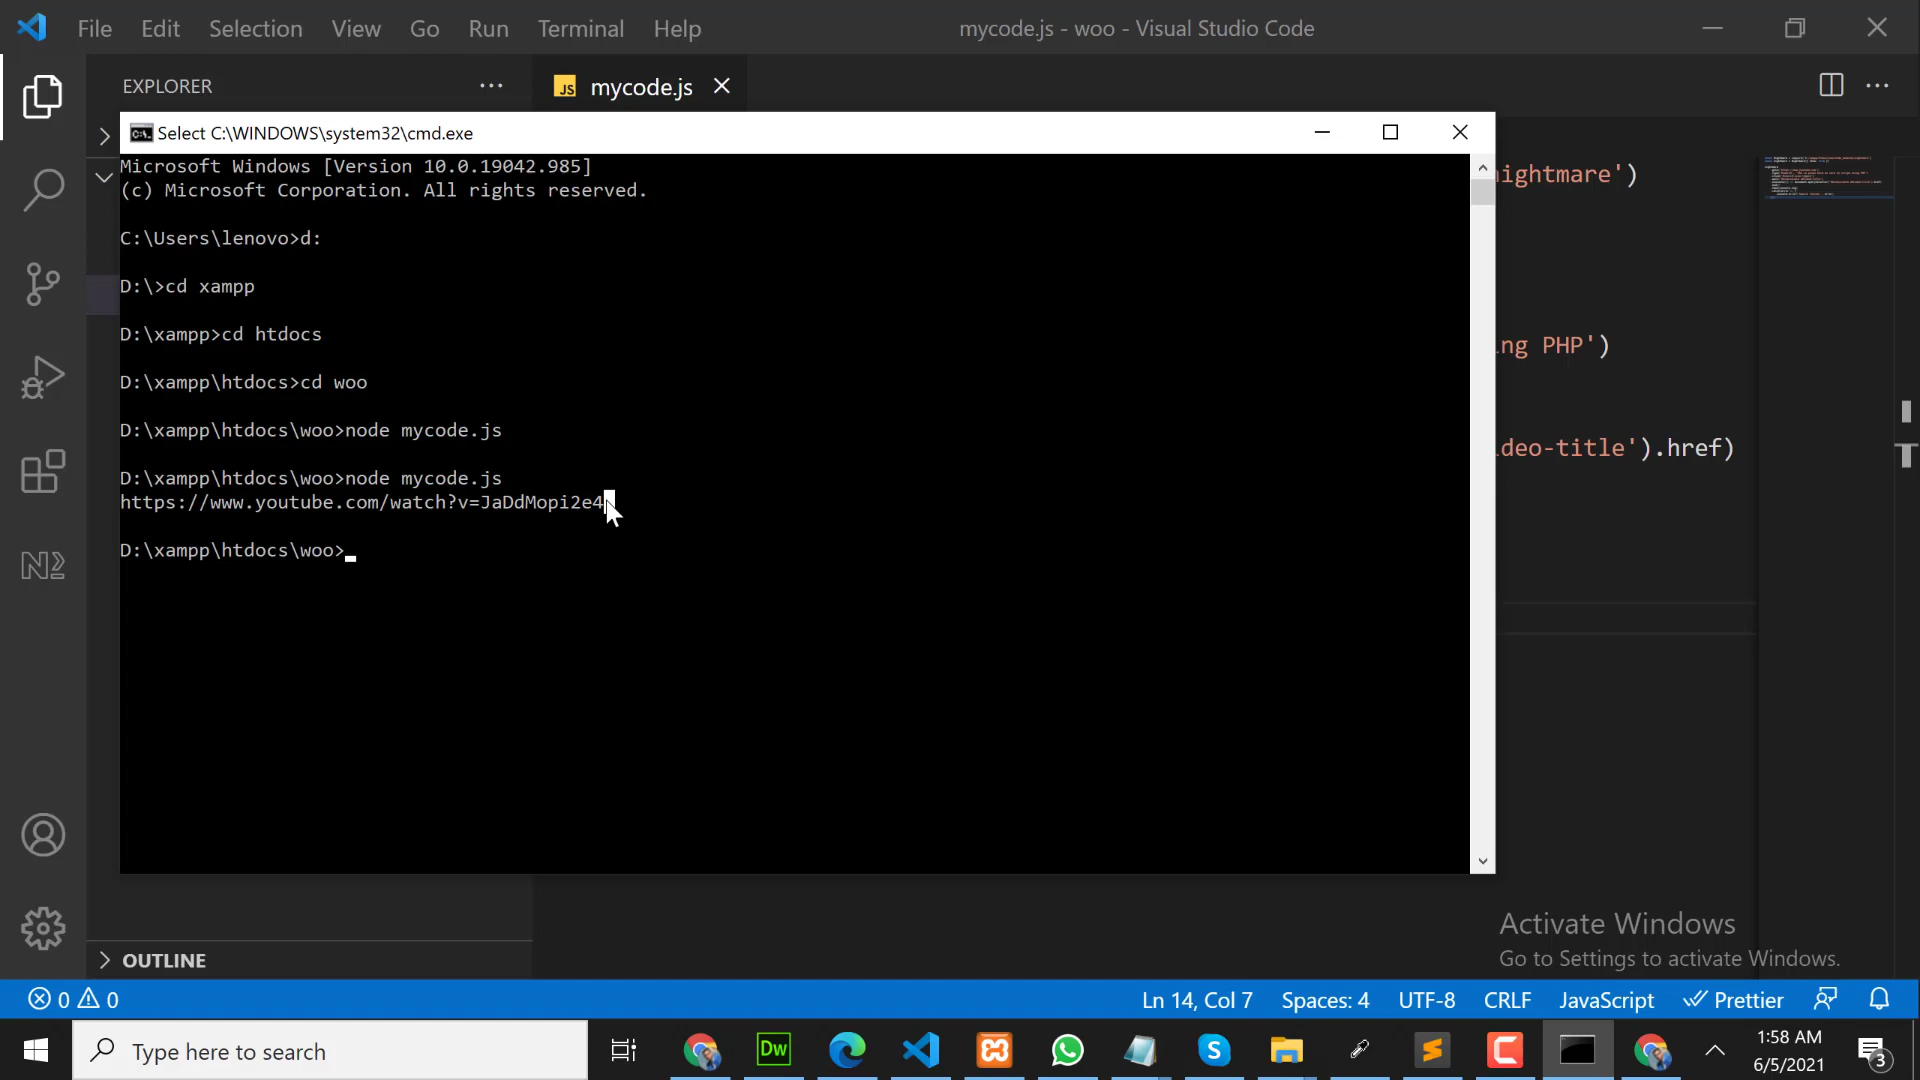 File Edit Selection View Go Run Terminal Help
mycode.js - woo - Visual Studio Code
EXPLORER
JS mycode.js
Select C:\WINDOWS\system32\cmd.exe
Microsoft Windows [Version 10.0.19042.985]
(c) Microsoft Corporation. All rights reserved.
C:\Users\lenovo>d:
D:\>cd xampp
D:\xampp>cd htdocs
D:\xampp\htdocs>cd woo
D:\xampp\htdocs\woo>node mycode.js
D:\xampp\htdocs\woo>node mycode.js
https://www.youtube.com/watch?v=JaDdMopi2e4
D:\xampp\htdocs\woo>
ightmare')
ng PHP')
deo-title').href)
OUTLINE
Activate Windows
Go to Settings to activate Windows.
0 0
Ln 14, Col 7 Spaces: 4 UTF-8 CRLF JavaScript Prettier
Type here to search
Dw
S
1:58 AM
6/5/2021
3